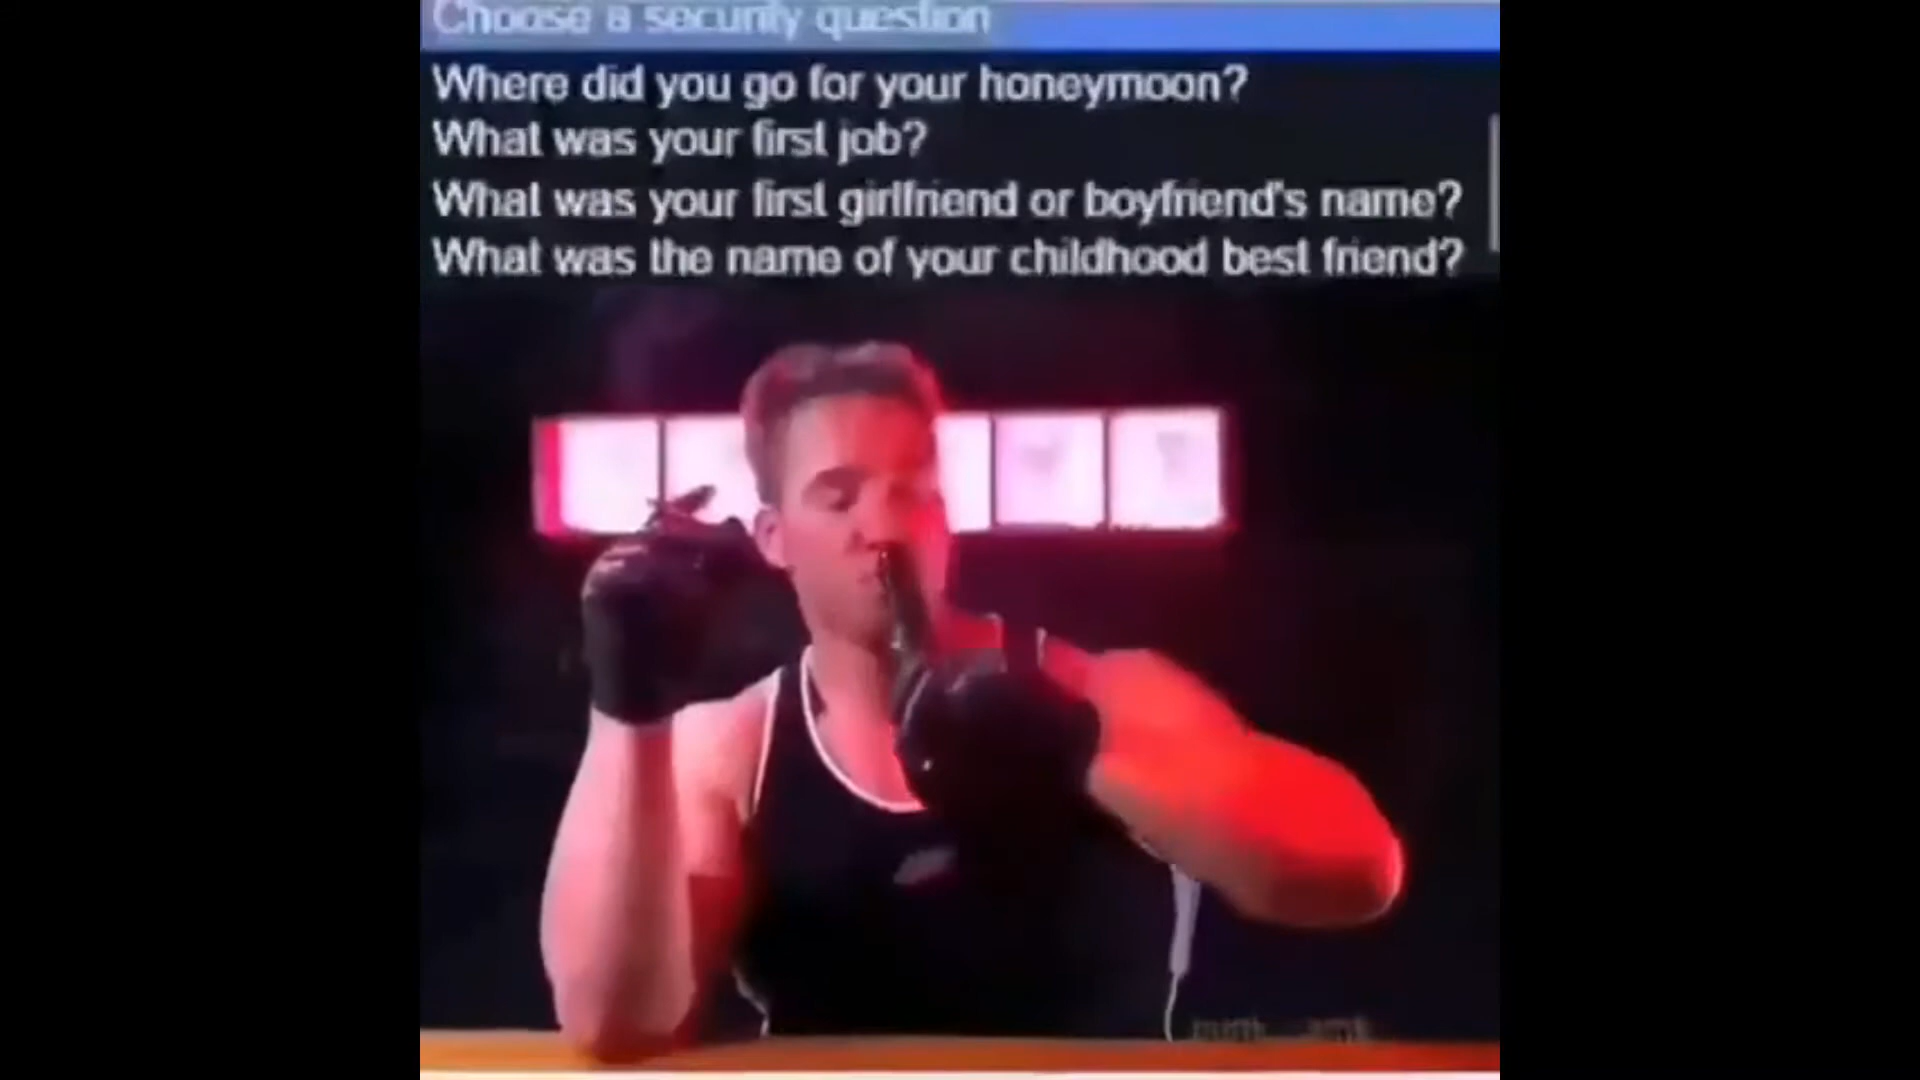 Choose a security question
Where did you go for your honeymoon?
What was your first job?
What was your first girlfriend or boyfriend's name?
What was the name of your childhood best friend?